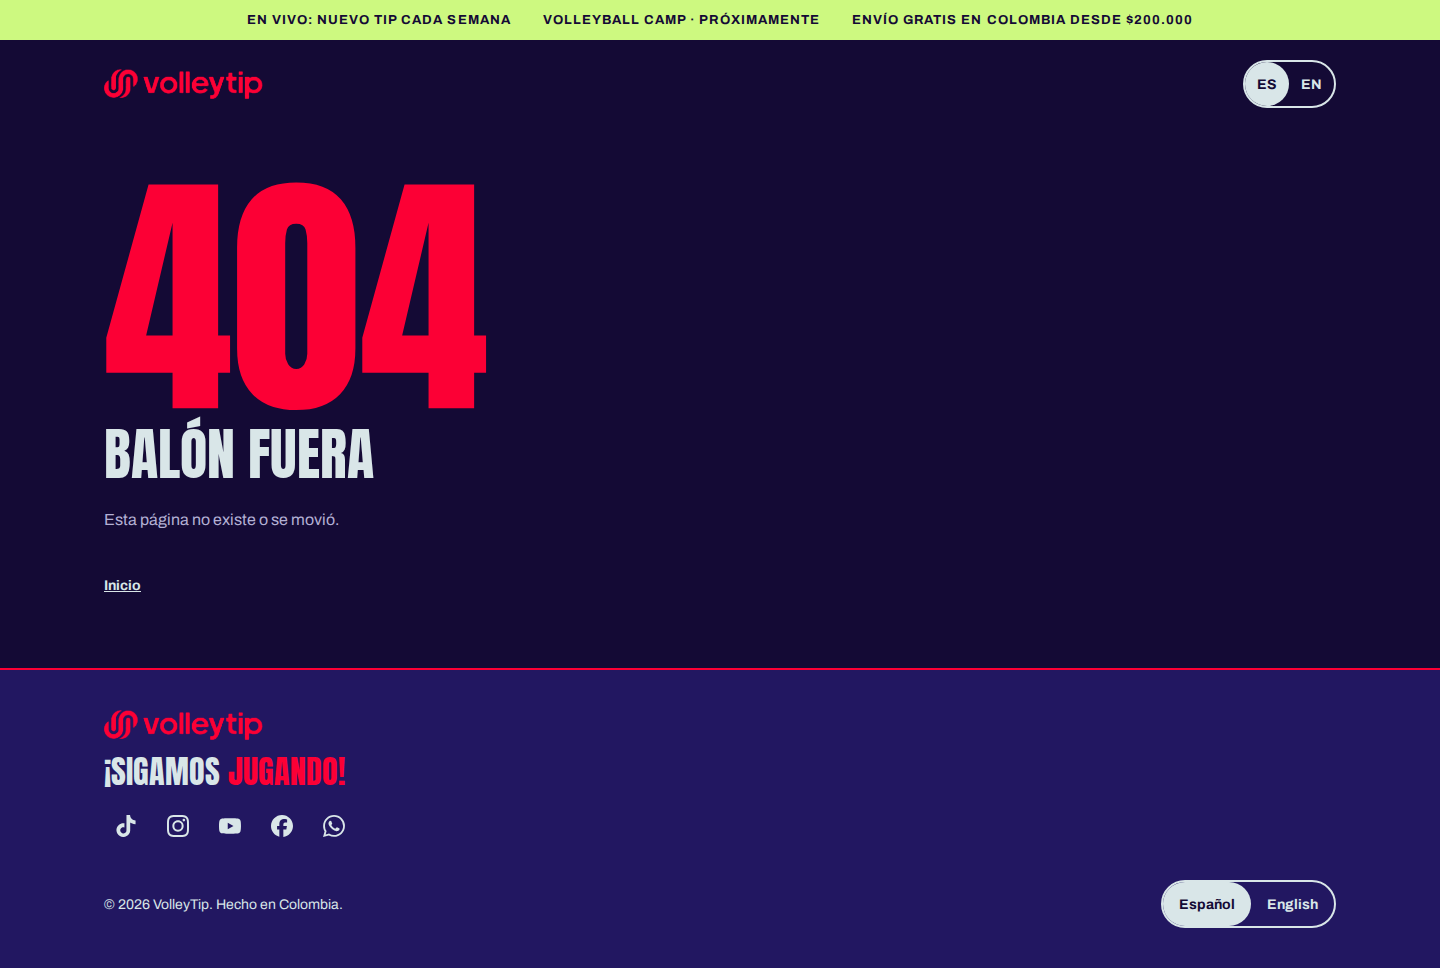 EN VIVO: NUEVO TIP CADA SEMANA VOLLEYBALL CAMP · PRÓXIMAMENTE ENVÍO GRATIS EN COLOMBIA DESDE $200.000
volleytip
ES EN
404
BALÓN FUERA
Esta página no existe o se movió.
Inicio
volleytip
¡SIGAMOS JUGANDO!
© 2026 VolleyTip. Hecho en Colombia.
Español English